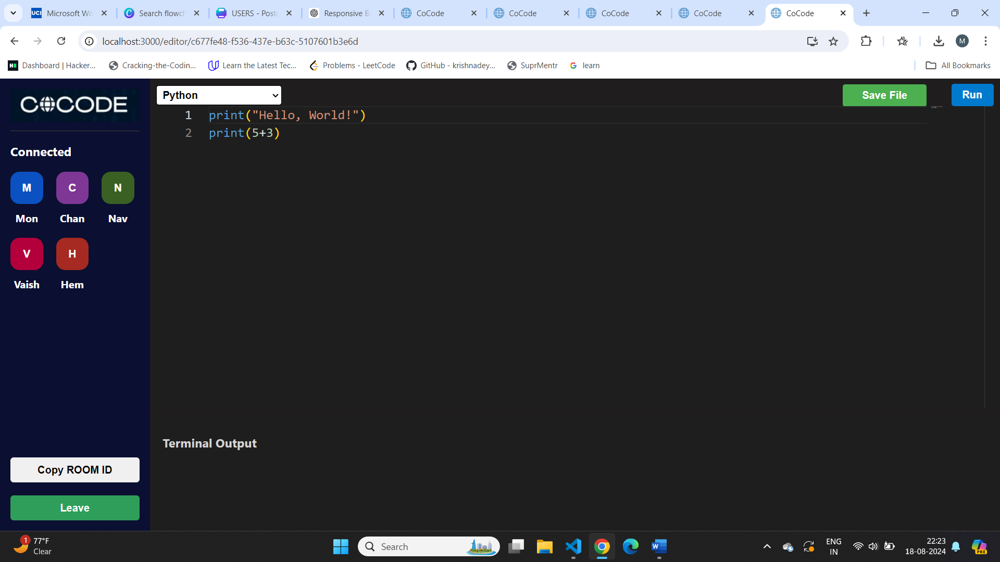 Microsoft Wo
Search flowch
USERS - Poste
Responsive B
CoCode
CoCode
CoCode
CoCode
CoCode
localhost:3000/editor/c677fe48-f536-437e-b63c-5107601b3e6d
M
Dashboard | Hacker...
Cracking-the-Codin...
Learn the Latest Tec...
Problems - LeetCode
GitHub - krishnadey...
SuprMentr
learn
All Bookmarks
COCODE
Python
Save File
Run
1 print("Hello, World!")
2 print(5+3)
Connected
M C N
Mon Chan Nav
V H
Vaish Hem
Terminal Output
Copy ROOM ID
Leave
1
77°F
Clear
Search
ENG
IN
22:23
18-08-2024
PRE